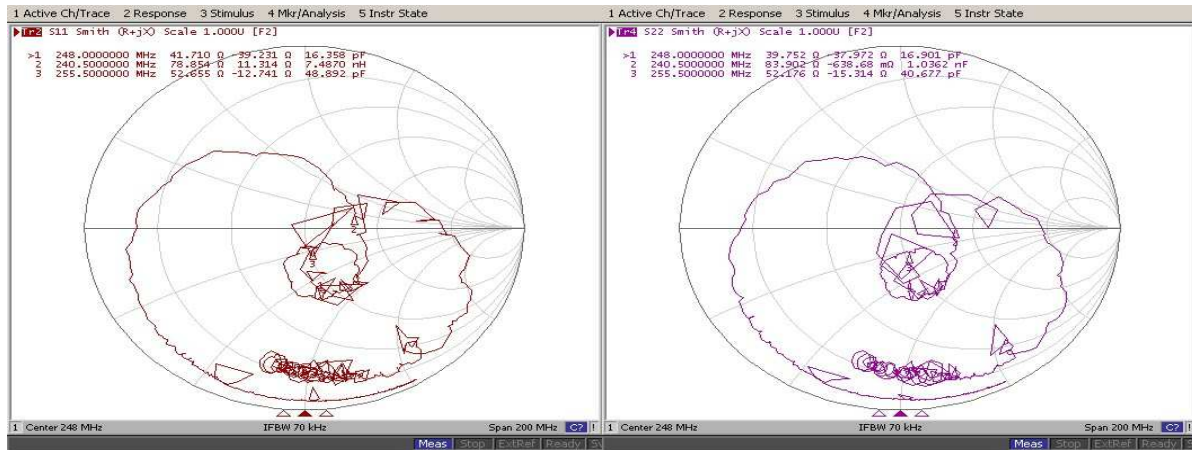 1 Active Ch/Trace 2 Response 3 Stimulus 4 Mkr/Analysis 5 Instr State
Tr2 S11 Smith (R+jX) Scale 1.000U [F2]
>1 248.0000000 MHz 41.710 Ω -39.231 Ω 16.358 pF
2 240.5000000 MHz 78.854 Ω 11.314 Ω 7.4870 nH
3 255.5000000 MHz 52.655 Ω -12.741 Ω 48.892 pF
2
3
1 Center 248 MHz IFBW 70 kHz Span 200 MHz C? !
Meas Stop ExtRef Ready
1 Active Ch/Trace 2 Response 3 Stimulus 4 Mkr/Analysis 5 Instr State
Tr4 S22 Smith (R+jX) Scale 1.000U [F2]
>1 248.0000000 MHz 39.752 Ω -37.972 Ω 16.901 pF
2 240.5000000 MHz 83.902 Ω -638.68 mΩ 1.0362 nF
3 255.5000000 MHz 52.176 Ω -15.314 Ω 40.677 pF
1 Center 248 MHz IFBW 70 kHz Span 200 MHz C? !
Meas Stop ExtRef Ready